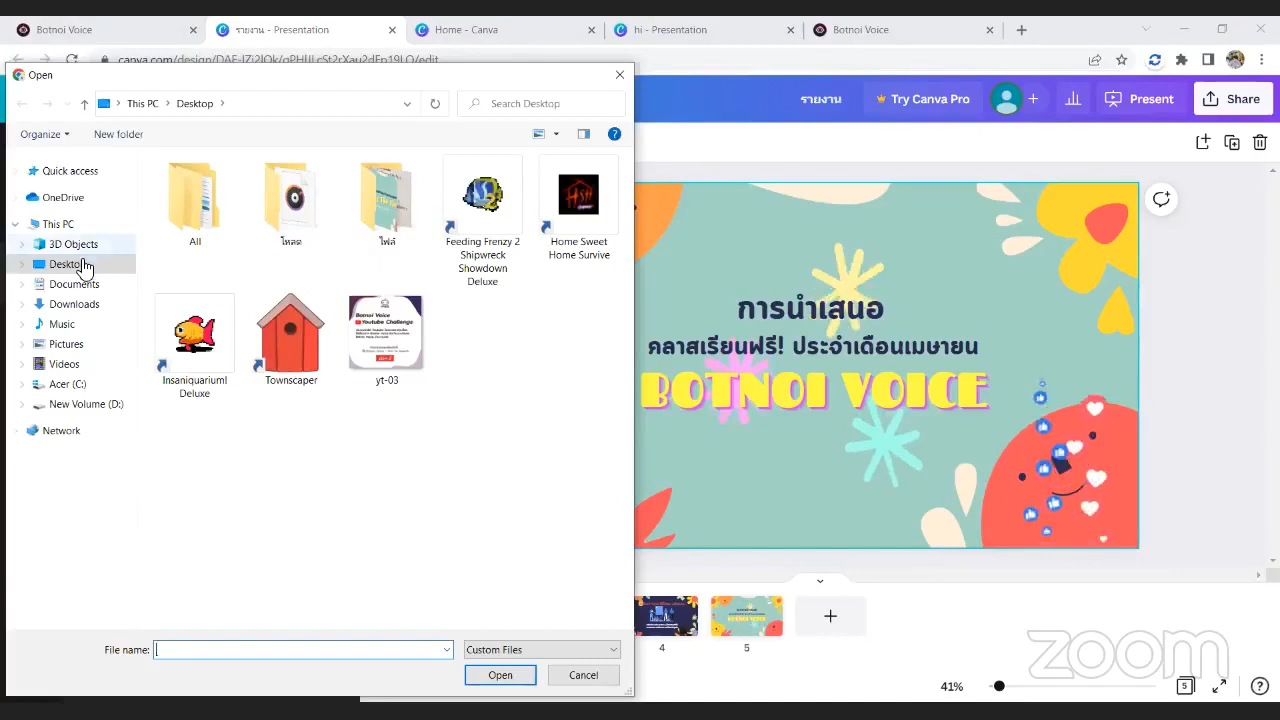 Botnoi Voice
รายงาน - Presentation
Home - Canva
hi - Presentation
Botnoi Voice
Open
This PC
Desktop
Search Desktop
รายงาน
Try Canva Pro
Present
Share
Organize
New folder
Quick access
OneDrive
This PC
3D Objects
Desktop
Documents
Downloads
Music
Pictures
Videos
Acer (C:)
New Volume (D:)
Network
All
โหลด
ไฟล์
Feeding Frenzy 2
Shipwreck
Showdown
Deluxe
Home Sweet
Home Survive
Insaniquarium!
Deluxe
Townscaper
Botnoi Voice
Youtube Challenge
yt-03
การนำเสนอ
คลาสเรียนฟรี! ประจำเดือนเมษายน
BOTNOI VOICE
4
5
File name:
Custom Files
Open
Cancel
41%
5
zoom